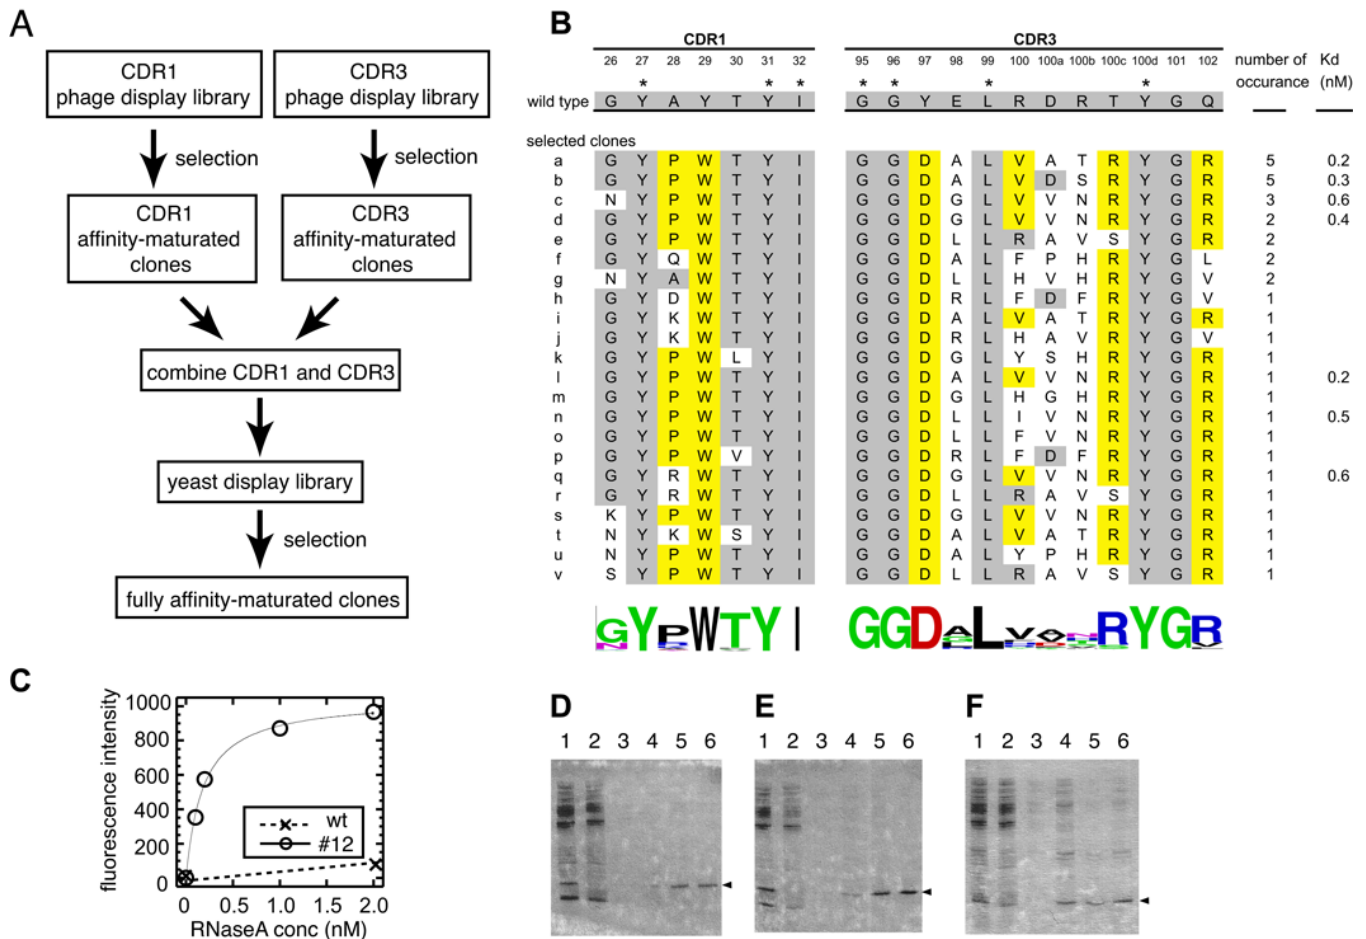 A
CDR1
phage display library
CDR3
phage display library
selection
selection
CDR1
affinity-maturated
clones
CDR3
affinity-maturated
clones
combine CDR1 and CDR3
yeast display library
selection
fully affinity-maturated clones
B
CDR1 CDR3
26 27 28 29 30 31 32 95 96 97 98 99 100 100a 100b 100c 100d 101 102 number of Kd
* * * * * * * occurance (nM)
wild type G Y A Y T Y I G G Y E L R D R T Y G Q
selected clones
a G Y P W T Y I G G D A L V A T R Y G R 5 0.2
b G Y P W T Y I G G D A L V D S R Y G R 5 0.3
c N Y P W T Y I G G D G L V V N R Y G R 3 0.6
d G Y P W T Y I G G D G L V V N R Y G R 2 0.4
e G Y P W T Y I G G D L L R A V S Y G R 2
f G Y Q W T Y I G G D A L F P H R Y G L 2
g N Y A W T Y I G G D L L H V H R Y G V 2
h G Y D W T Y I G G D R L F D F R Y G V 1
i G Y K W T Y I G G D A L V A T R Y G R 1
j G Y K W T Y I G G D R L H A V R Y G V 1
k G Y P W L Y I G G D G L Y S H R Y G R 1
l G Y P W T Y I G G D A L V V N R Y G R 1 0.2
m G Y P W T Y I G G D G L H G H R Y G R 1
n G Y P W T Y I G G D L L I V N R Y G R 1 0.5
o G Y P W T Y I G G D L L F V N R Y G R 1
p G Y P W V Y I G G D R L F D F R Y G R 1
q G Y R W T Y I G G D G L V V N R Y G R 1 0.6
r G Y R W T Y I G G D L L R A V S Y G R 1
s K Y P W T Y I G G D G L V V N R Y G R 1
t N Y K W S Y I G G D A L V A T R Y G R 1
u N Y P W T Y I G G D A L Y P H R Y G R 1
v S Y P W T Y I G G D L L R A V S Y G R 1
GYPWTYI GGDALVANRYGR
C
fluorescence intensity
1000
800
600
400
200
0
wt
#12
0 0.5 1.0 1.5 2.0
RNaseA conc (nM)
D
1 2 3 4 5 6
E
1 2 3 4 5 6
F
1 2 3 4 5 6